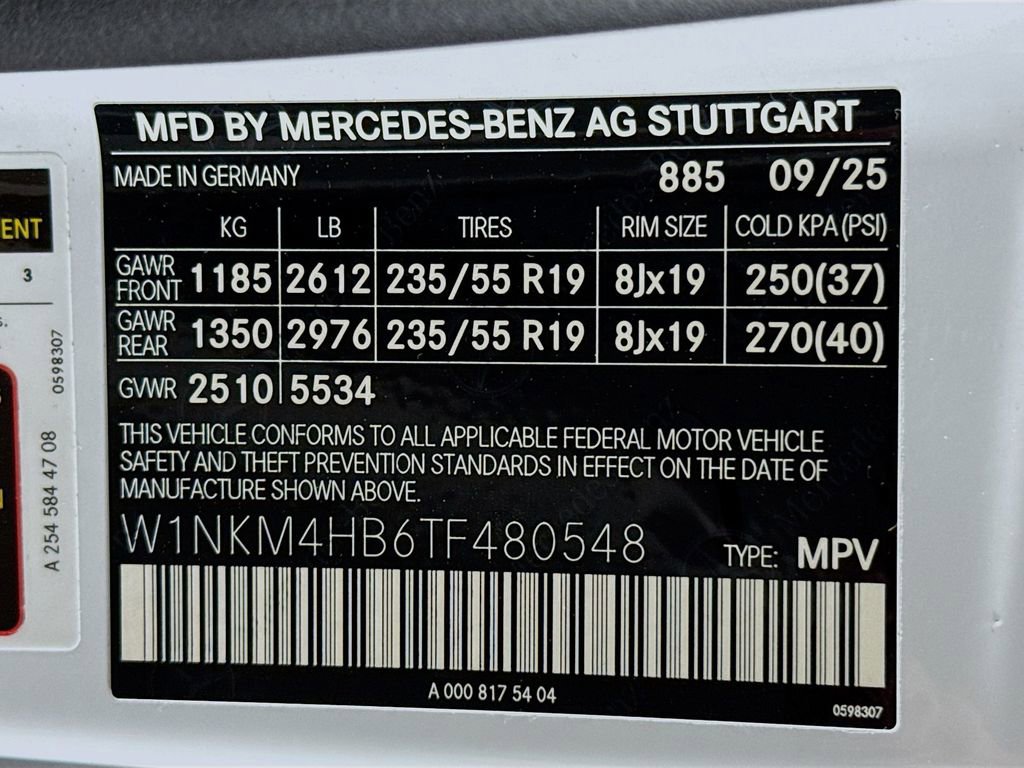 MFD BY MERCEDES-BENZ AG STUTTGART
MADE IN GERMANY 885 09/25
KG LB TIRES RIM SIZE COLD KPA (PSI)
GAWR FRONT 1185 2612 235/55 R19 8Jx19 250(37)
GAWR REAR 1350 2976 235/55 R19 8Jx19 270(40)
GVWR 2510 5534
THIS VEHICLE CONFORMS TO ALL APPLICABLE FEDERAL MOTOR VEHICLE
SAFETY AND THEFT PREVENTION STANDARDS IN EFFECT ON THE DATE OF
MANUFACTURE SHOWN ABOVE.
W1NKM4HB6TF480548 TYPE: MPV
A 000 817 54 04
0598307
ENT
3
s.
0598307
A 254 584 47 08